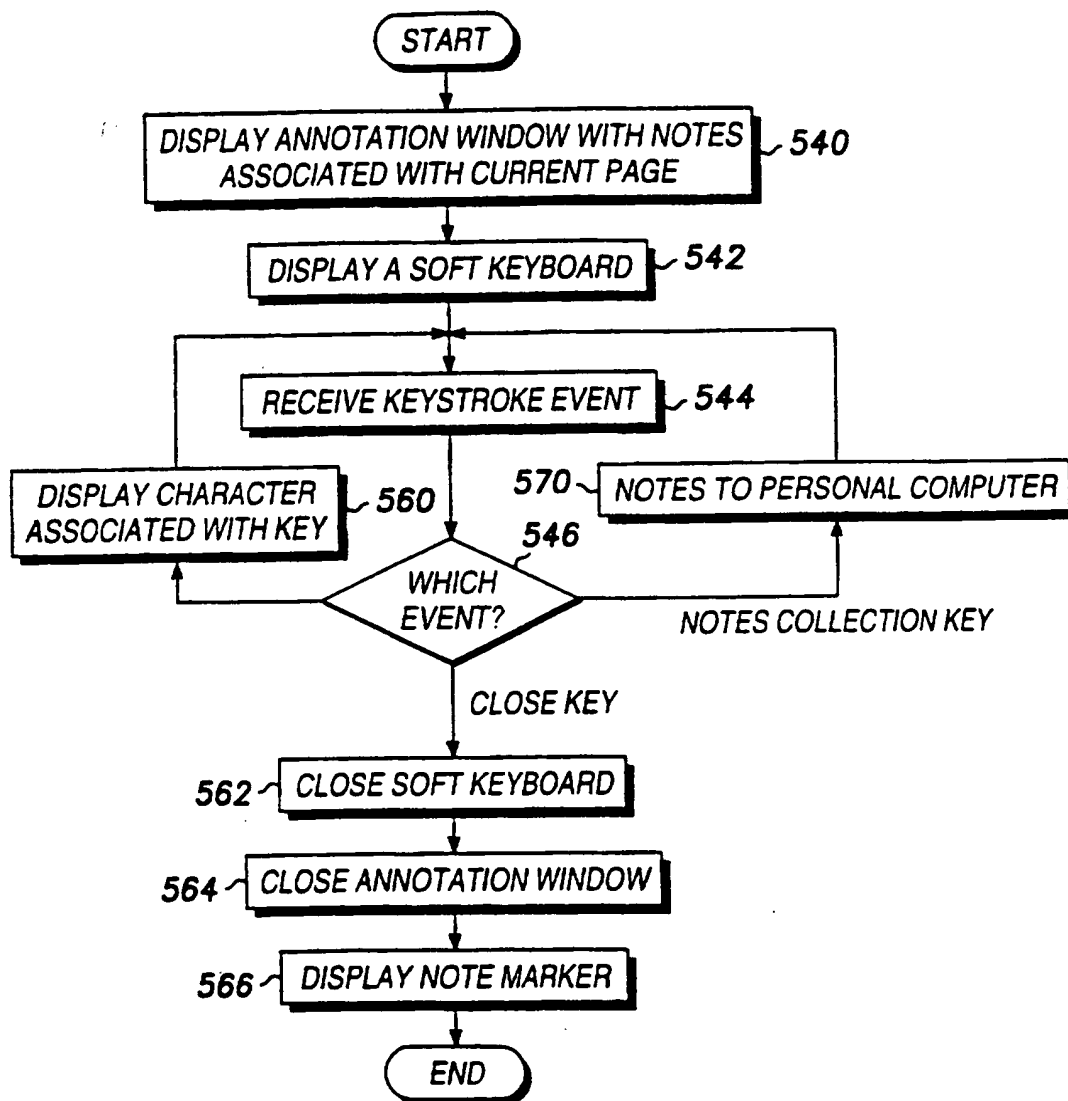 START
DISPLAY ANNOTATION WINDOW WITH NOTES
ASSOCIATED WITH CURRENT PAGE
540
DISPLAY A SOFT KEYBOARD
542
RECEIVE KEYSTROKE EVENT
544
DISPLAY CHARACTER
ASSOCIATED WITH KEY
560
570
NOTES TO PERSONAL COMPUTER
546
WHICH
EVENT?
NOTES COLLECTION KEY
CLOSE KEY
562
CLOSE SOFT KEYBOARD
564
CLOSE ANNOTATION WINDOW
566
DISPLAY NOTE MARKER
END